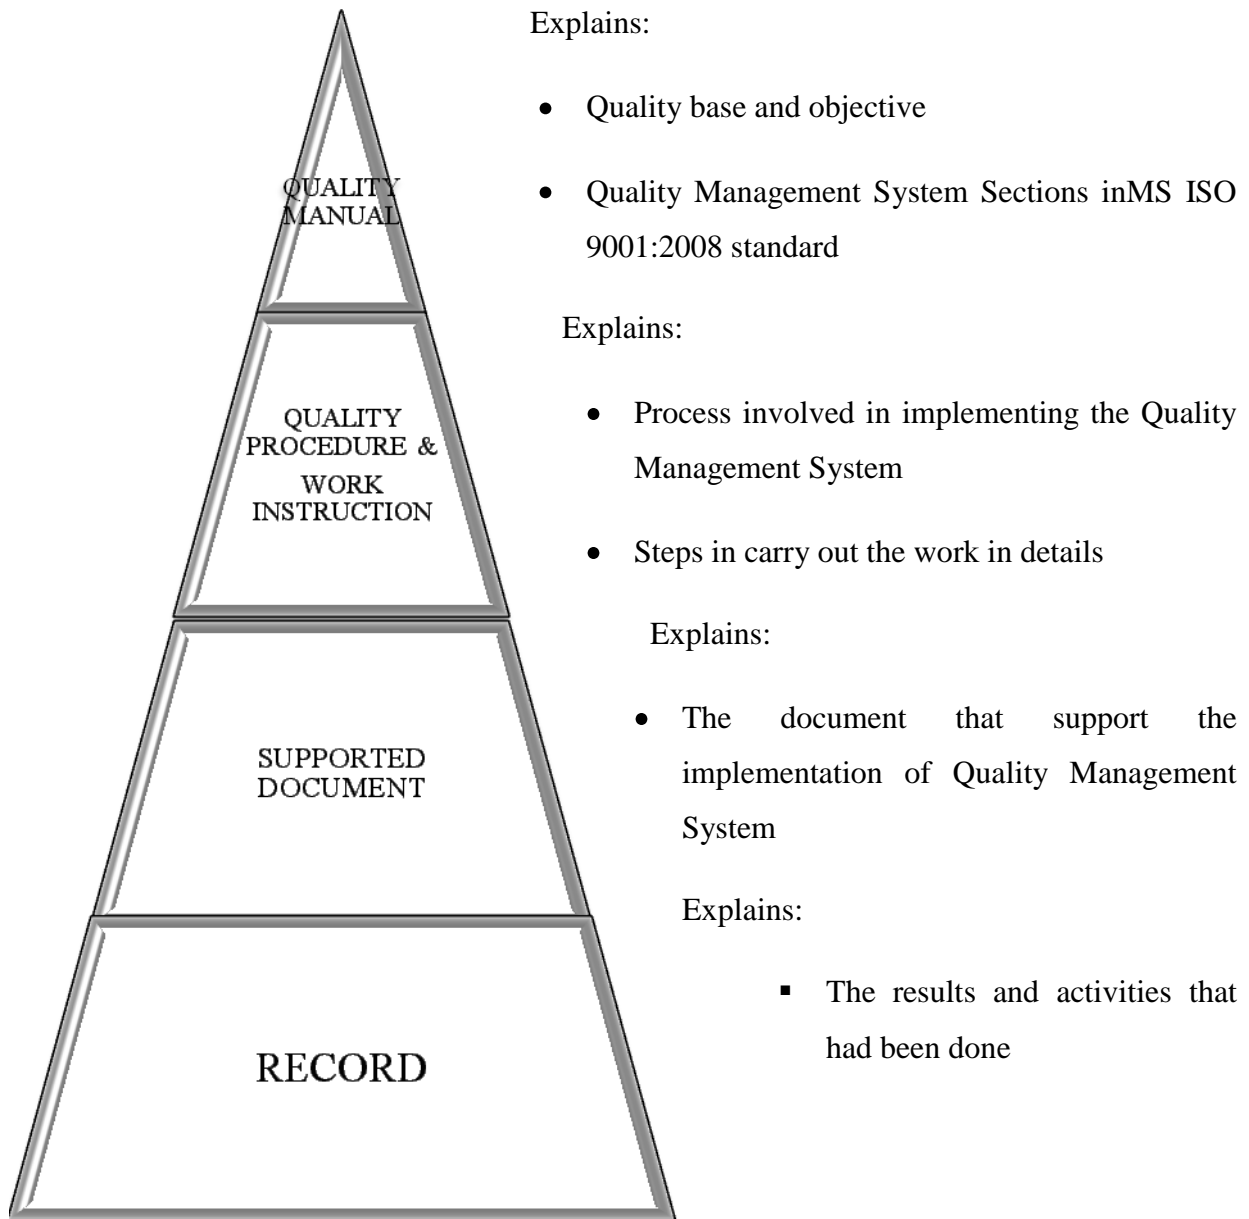 Explains:
• Quality base and objective
QUALITY
MANUAL
• Quality Management System Sections inMS ISO
9001:2008 standard
Explains:
QUALITY
PROCEDURE &
WORK
INSTRUCTION
• Process involved in implementing the Quality
Management System
• Steps in carry out the work in details
Explains:
SUPPORTED
DOCUMENT
• The document that support the
implementation of Quality Management
System
Explains:
RECORD
▪ The results and activities that
had been done